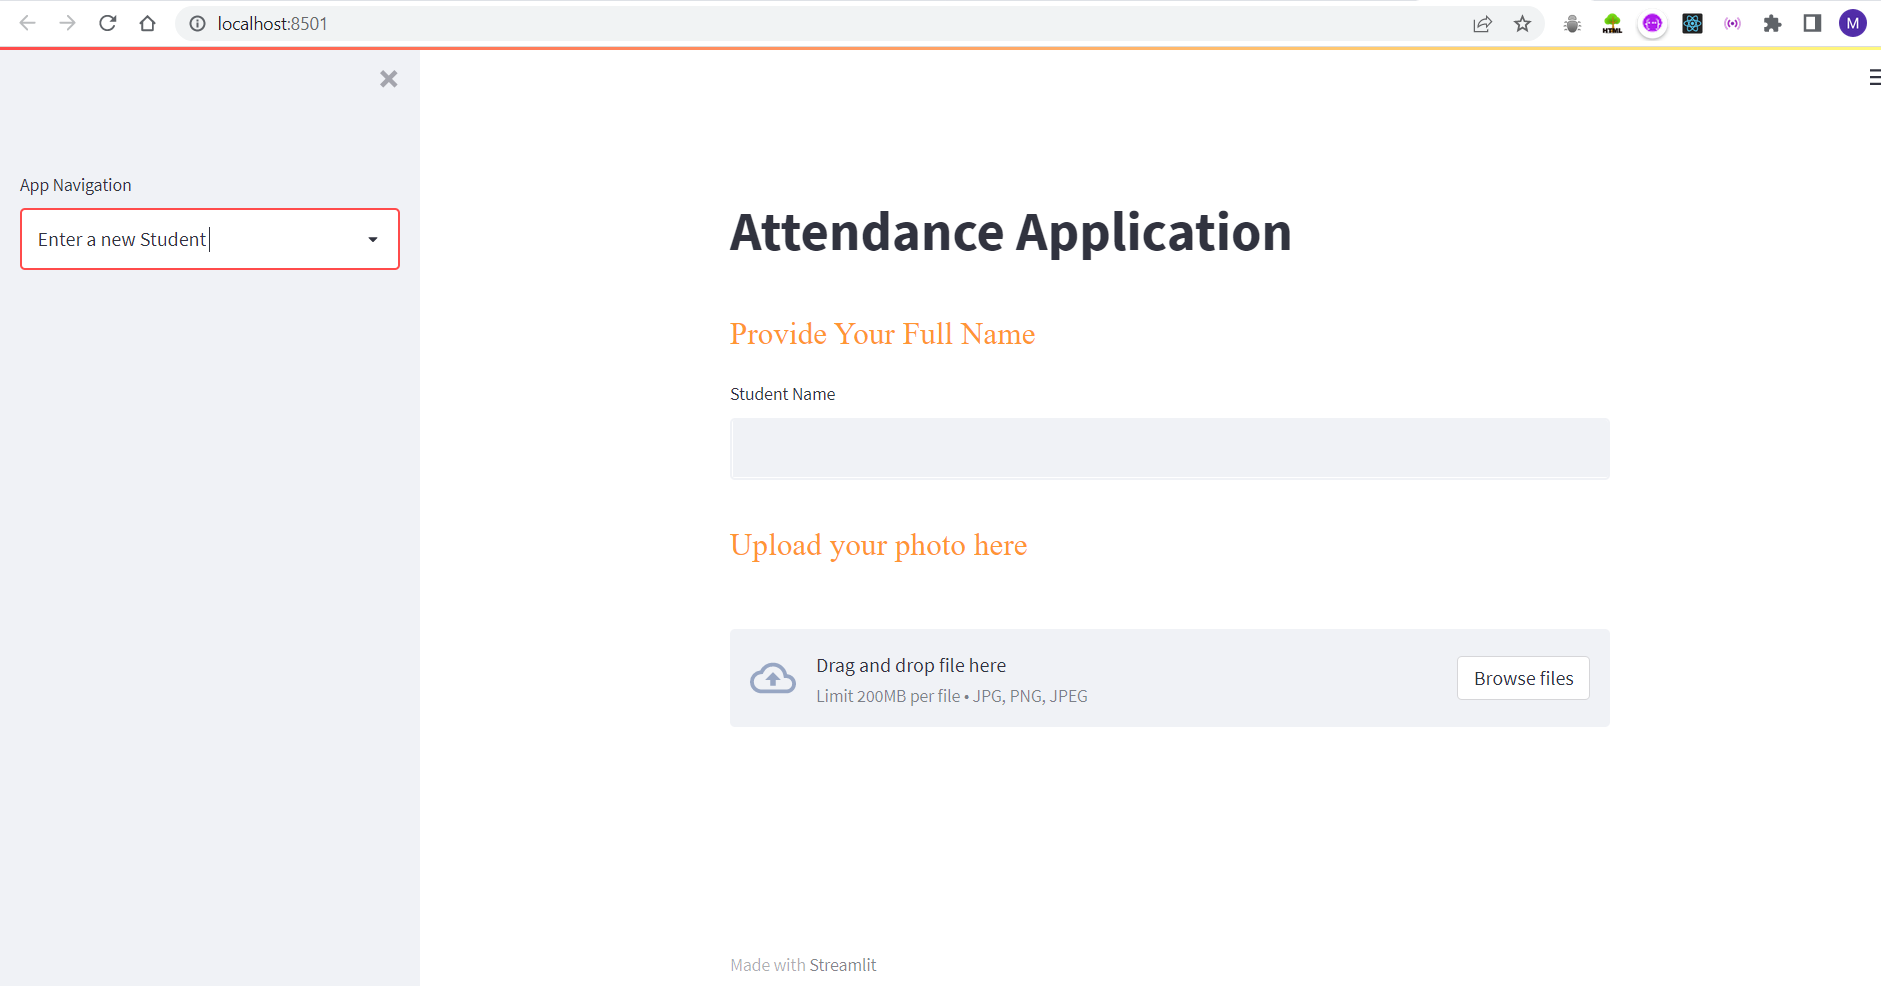 localhost:8501
HTML
M
App Navigation
Enter a new Student
Attendance Application
Provide Your Full Name
Student Name
Upload your photo here
Drag and drop file here
Limit 200MB per file • JPG, PNG, JPEG
Browse files
Made with Streamlit